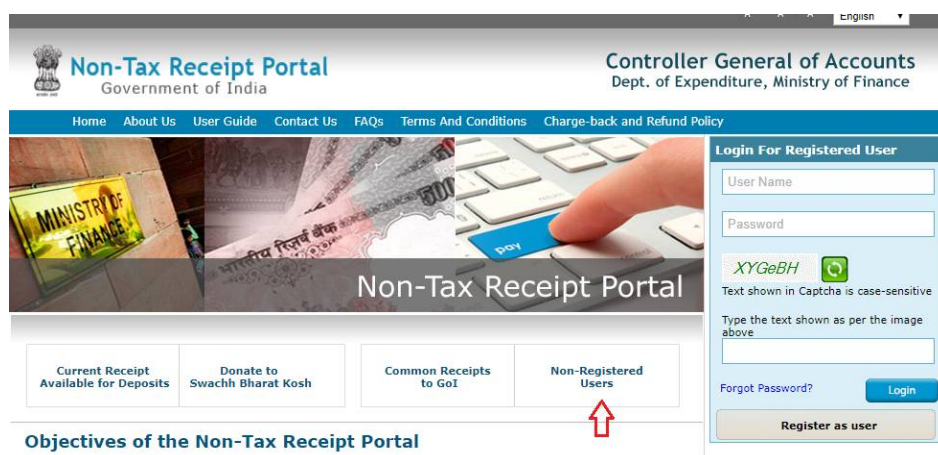 English
Non-Tax Receipt Portal
Government of India
Controller General of Accounts
Dept. of Expenditure, Ministry of Finance
Home About Us User Guide Contact Us FAQs Terms And Conditions Charge-back and Refund Policy
MINISTRY OF
FINANCE
भारतीय रिज़र्व बैंक
500
pay
Non-Tax Receipt Portal
Current Receipt
Available for Deposits
Donate to
Swachh Bharat Kosh
Common Receipts
to GoI
Non-Registered
Users
Objectives of the Non-Tax Receipt Portal
Login For Registered User
User Name
Password
XYGeBH
Text shown in Captcha is case-sensitive
Type the text shown as per the image
above
Forgot Password? Login
Register as user